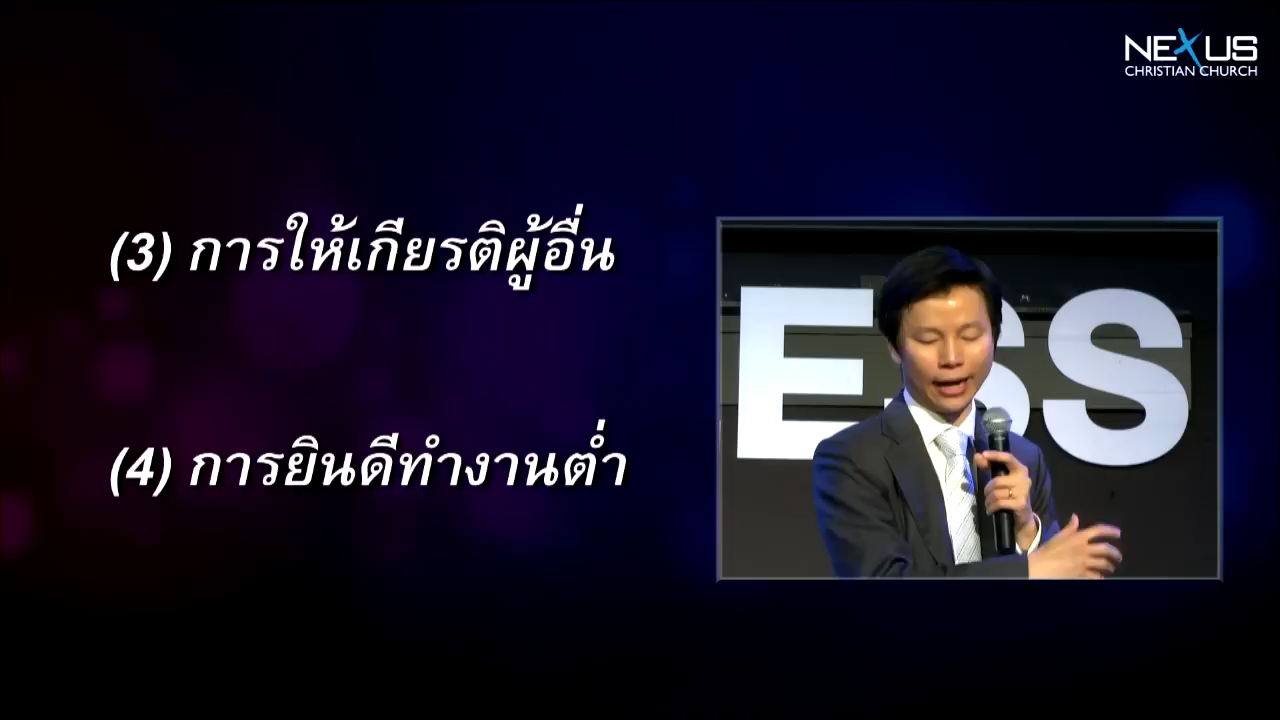 NEXUS
CHRISTIAN CHURCH
(3) การให้เกียรติผู้อื่น
(4) การยินดีทำงานต่ำ
ESS